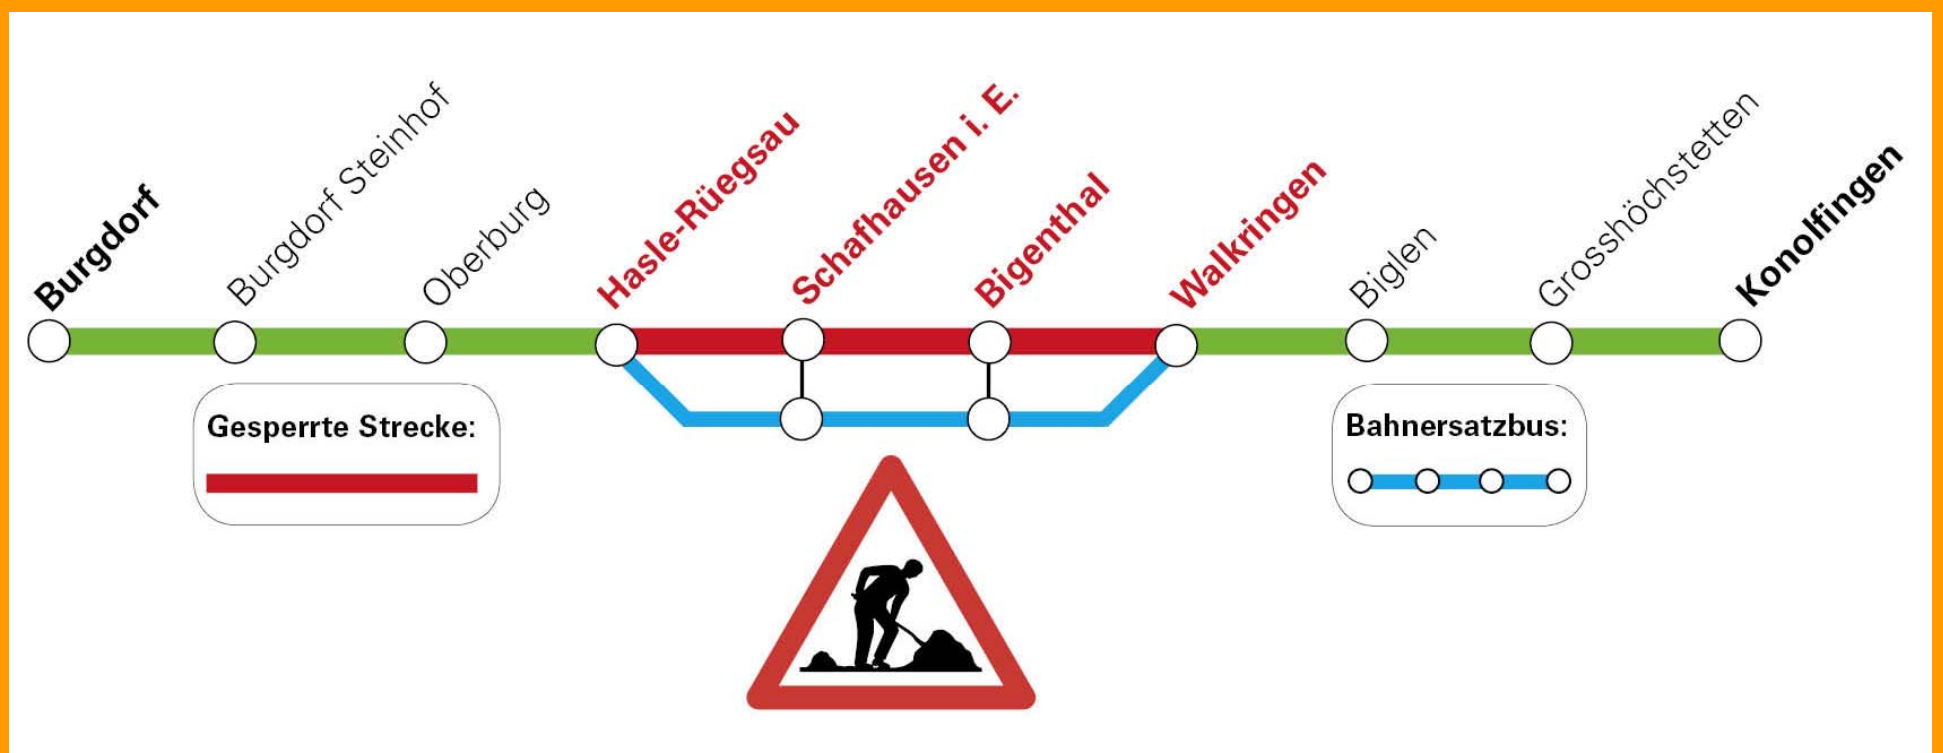 Burgdorf
Burgdorf Steinhof
Oberburg
Hasle-Rüegsau
Schafhausen i. E.
Bigenthal
Walkringen
Biglen
Grosshöchstetten
Konolfingen
Gesperrte Strecke:
Bahnersatzbus: